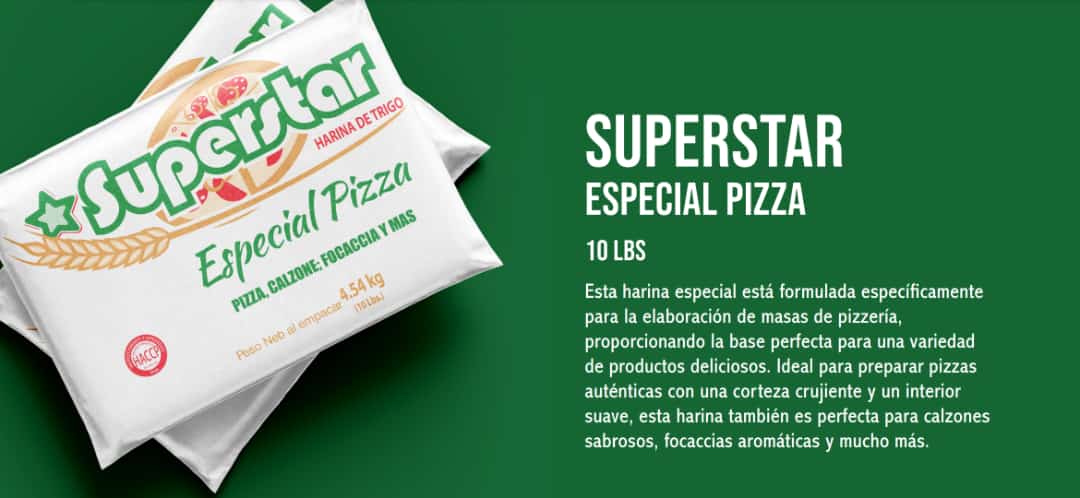 Superstar
HARINA DE TRIGO
Especial Pizza
PIZZA, CALZONE, FOCACCIA Y MAS
Peso Neto al empacar 4.54 kg
(10 Lbs.)
HACCP
SUPERSTAR
ESPECIAL PIZZA
10 LBS
Esta harina especial está formulada específicamente
para la elaboración de masas de pizzería,
proporcionando la base perfecta para una variedad
de productos deliciosos. Ideal para preparar pizzas
auténticas con una corteza crujiente y un interior
suave, esta harina también es perfecta para calzones
sabrosos, focaccias aromáticas y mucho más.